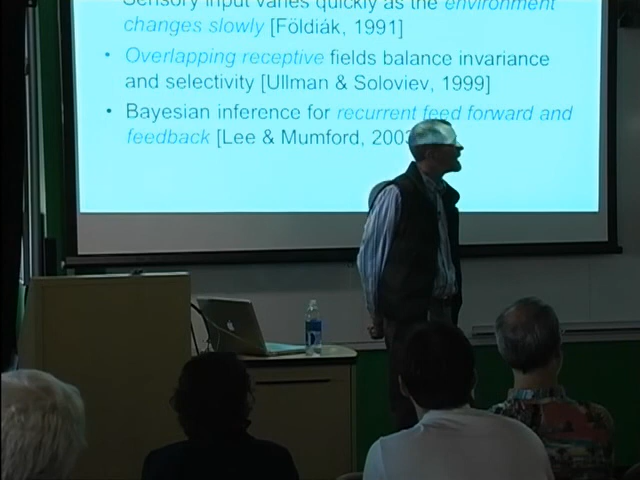 Sensory input varies quickly as the environment
changes slowly [Földiák, 1991]
• Overlapping receptive fields balance invariance
and selectivity [Ullman & Soloviev, 1999]
• Bayesian inference for recurrent feed forward and
feedback [Lee & Mumford,